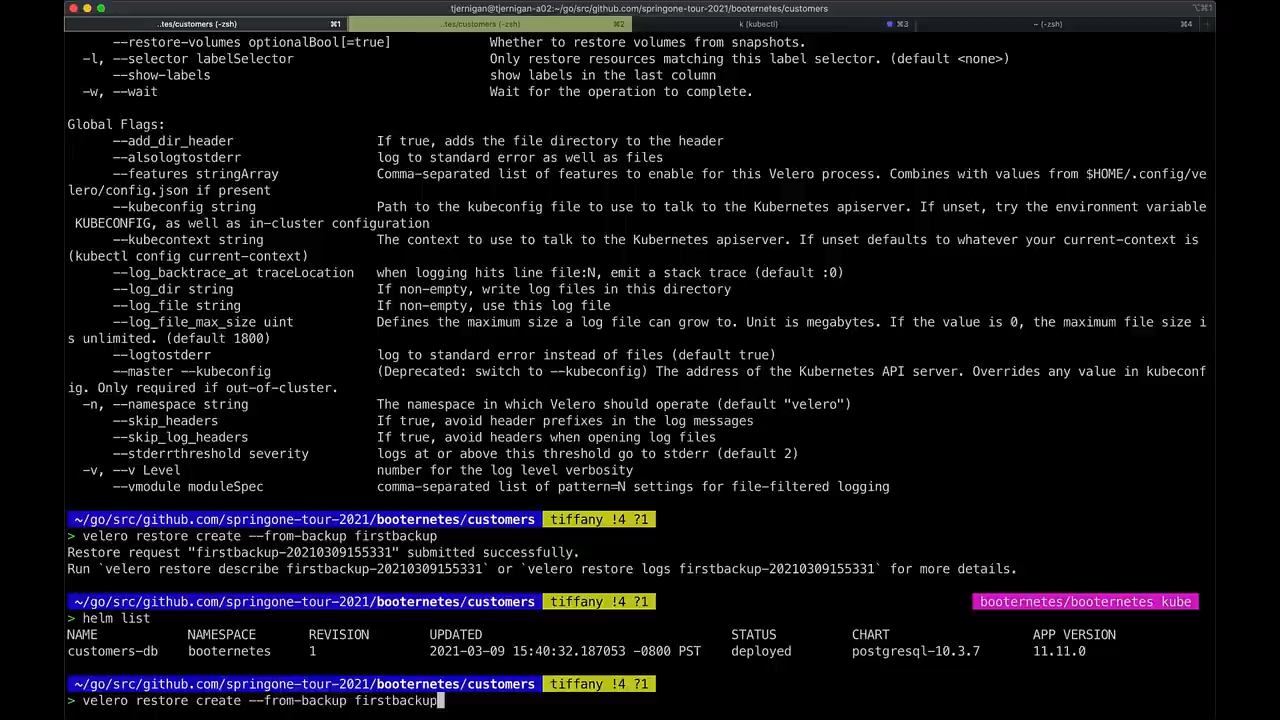 tjernigan@tjernigan-a02:~/go/src/github.com/springone-tour-2021/booternetes/customers
⌥⌘1
..tes/customers (-zsh) ⌘1 ..tes/customers (-zsh) ⌘2 k (kubectl) ⌘3 ~ (-zsh) ⌘4
--restore-volumes optionalBool[=true] Whether to restore volumes from snapshots.
-l, --selector labelSelector Only restore resources matching this label selector. (default <none>)
--show-labels show labels in the last column
-w, --wait Wait for the operation to complete.
Global Flags:
--add_dir_header If true, adds the file directory to the header
--alsologtostderr log to standard error as well as files
--features stringArray Comma-separated list of features to enable for this Velero process. Combines with values from $HOME/.config/ve
lero/config.json if present
--kubeconfig string Path to the kubeconfig file to use to talk to the Kubernetes apiserver. If unset, try the environment variable
KUBECONFIG, as well as in-cluster configuration
--kubecontext string The context to use to talk to the Kubernetes apiserver. If unset defaults to whatever your current-context is
(kubectl config current-context)
--log_backtrace_at traceLocation when logging hits line file:N, emit a stack trace (default :0)
--log_dir string If non-empty, write log files in this directory
--log_file string If non-empty, use this log file
--log_file_max_size uint Defines the maximum size a log file can grow to. Unit is megabytes. If the value is 0, the maximum file size i
s unlimited. (default 1800)
--logtostderr log to standard error instead of files (default true)
--master --kubeconfig (Deprecated: switch to --kubeconfig) The address of the Kubernetes API server. Overrides any value in kubeconf
ig. Only required if out-of-cluster.
-n, --namespace string The namespace in which Velero should operate (default "velero")
--skip_headers If true, avoid header prefixes in the log messages
--skip_log_headers If true, avoid headers when opening log files
--stderrthreshold severity logs at or above this threshold go to stderr (default 2)
-v, --v Level number for the log level verbosity
--vmodule moduleSpec comma-separated list of pattern=N settings for file-filtered logging
~/go/src/github.com/springone-tour-2021/booternetes/customers tiffany !4 ?1
> velero restore create --from-backup firstbackup
Restore request "firstbackup-20210309155331" submitted successfully.
Run `velero restore describe firstbackup-20210309155331` or `velero restore logs firstbackup-20210309155331` for more details.
~/go/src/github.com/springone-tour-2021/booternetes/customers tiffany !4 ?1 booternetes/booternetes kube
> helm list
NAME NAMESPACE REVISION UPDATED STATUS CHART APP VERSION
customers-db booternetes 1 2021-03-09 15:40:32.187053 -0800 PST deployed postgresql-10.3.7 11.11.0
~/go/src/github.com/springone-tour-2021/booternetes/customers tiffany !4 ?1
> velero restore create --from-backup firstbackup